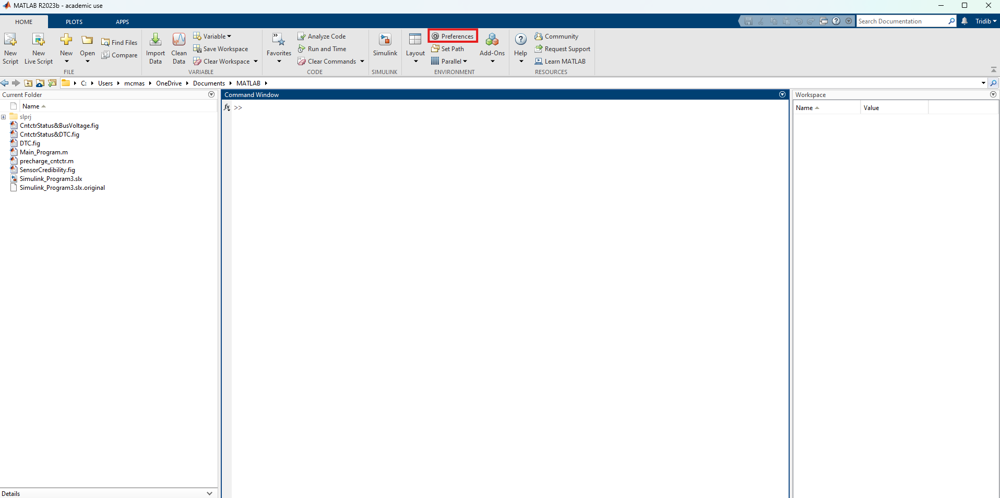 MATLAB R2023b - academic use
HOME PLOTS APPS
Search Documentation
Tridib
New Script
New Live Script
New
Open
Find Files
Compare
FILE
Import Data
Clean Data
Variable
Save Workspace
Clear Workspace
VARIABLE
Favorites
Analyze Code
Run and Time
Clear Commands
CODE
Simulink
SIMULINK
Layout
Preferences
Set Path
Parallel
ENVIRONMENT
Add-Ons
Help
Community
Request Support
Learn MATLAB
RESOURCES
C: Users mcmas OneDrive Documents MATLAB
Current Folder
Name
slprj
CntctrStatus&BusVoltage.fig
CntctrStatus&DTC.fig
DTC.fig
Main_Program.m
precharge_cntctr.m
SensorCredibility.fig
Simulink_Program3.slx
Simulink_Program3.slx.original
Details
Command Window
fx >>
Workspace
Name Value